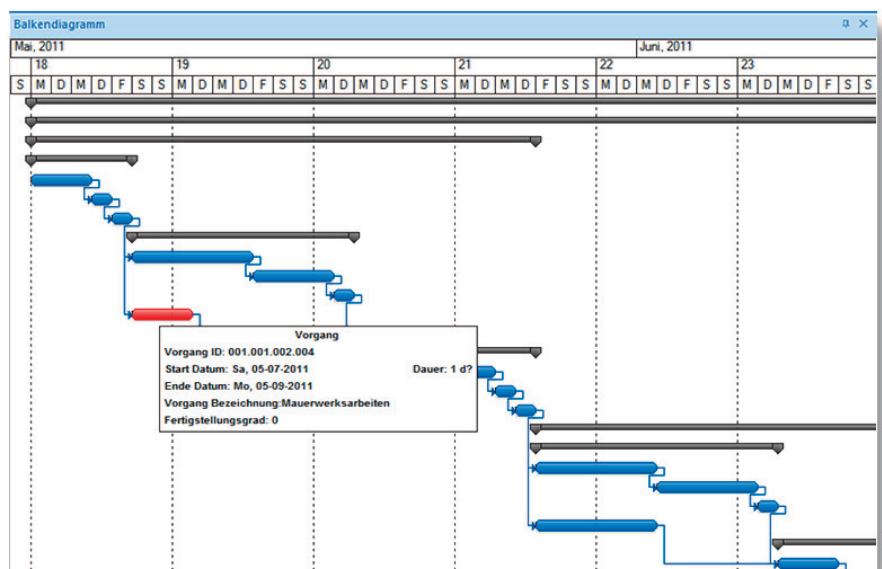 Balkendiagramm
Mai, 2011 Juni, 2011
18 19 20 21 22 23
S M D M D F S S M D M D F S S M D M D F S S M D M D F S S M D M D F S S M D M D F S S
Vorgang
Vorgang ID: 001.001.002.004
Start Datum: Sa, 05-07-2011 Dauer: 1 d?
Ende Datum: Mo, 05-09-2011
Vorgang Bezeichnung:Mauerwerksarbeiten
Fertigstellungsgrad: 0